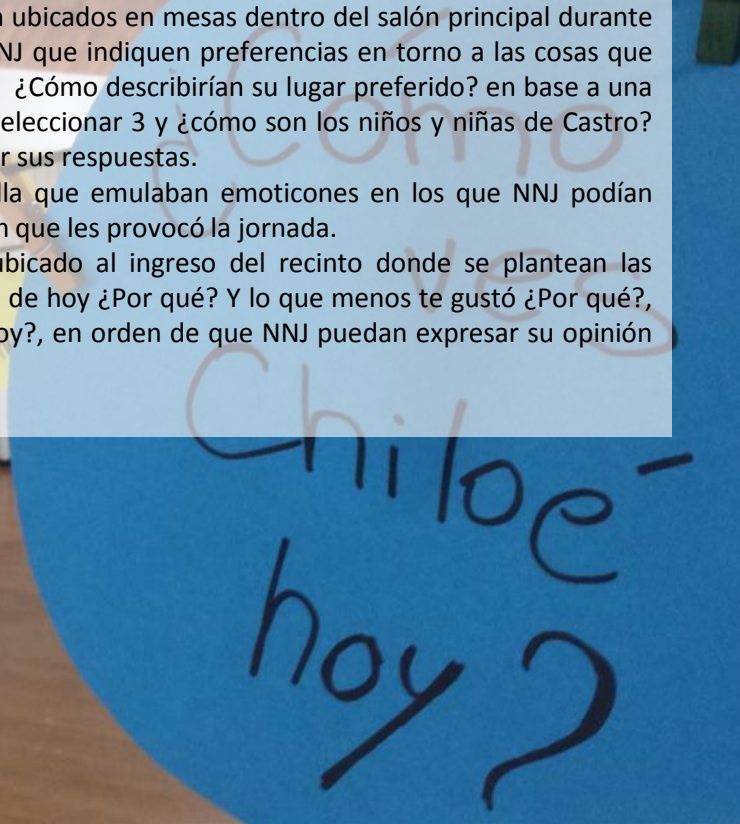 ubicados en mesas dentro del salón principal durante
NJ que indiquen preferencias en torno a las cosas que
¿Cómo describirían su lugar preferido? en base a una
eleccionar 3 y ¿cómo son los niños y niñas de Castro?
r sus respuestas.
lla que emulaban emoticones en los que NNJ podían
n que les provocó la jornada.
ubicado al ingreso del recinto donde se plantean las
de hoy ¿Por qué? Y lo que menos te gustó ¿Por qué?,
oy?, en orden de que NNJ puedan expresar su opinión
¿Cómo
ves
Chiloé
hoy?